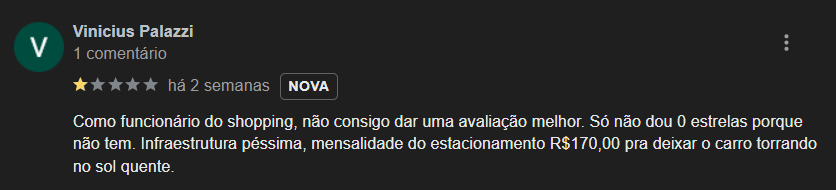 V
Vinicius Palazzi
1 comentário
há 2 semanas NOVA
Como funcionário do shopping, não consigo dar uma avaliação melhor. Só não dou 0 estrelas porque
não tem. Infraestrutura péssima, mensalidade do estacionamento R$170,00 pra deixar o carro torrando
no sol quente.